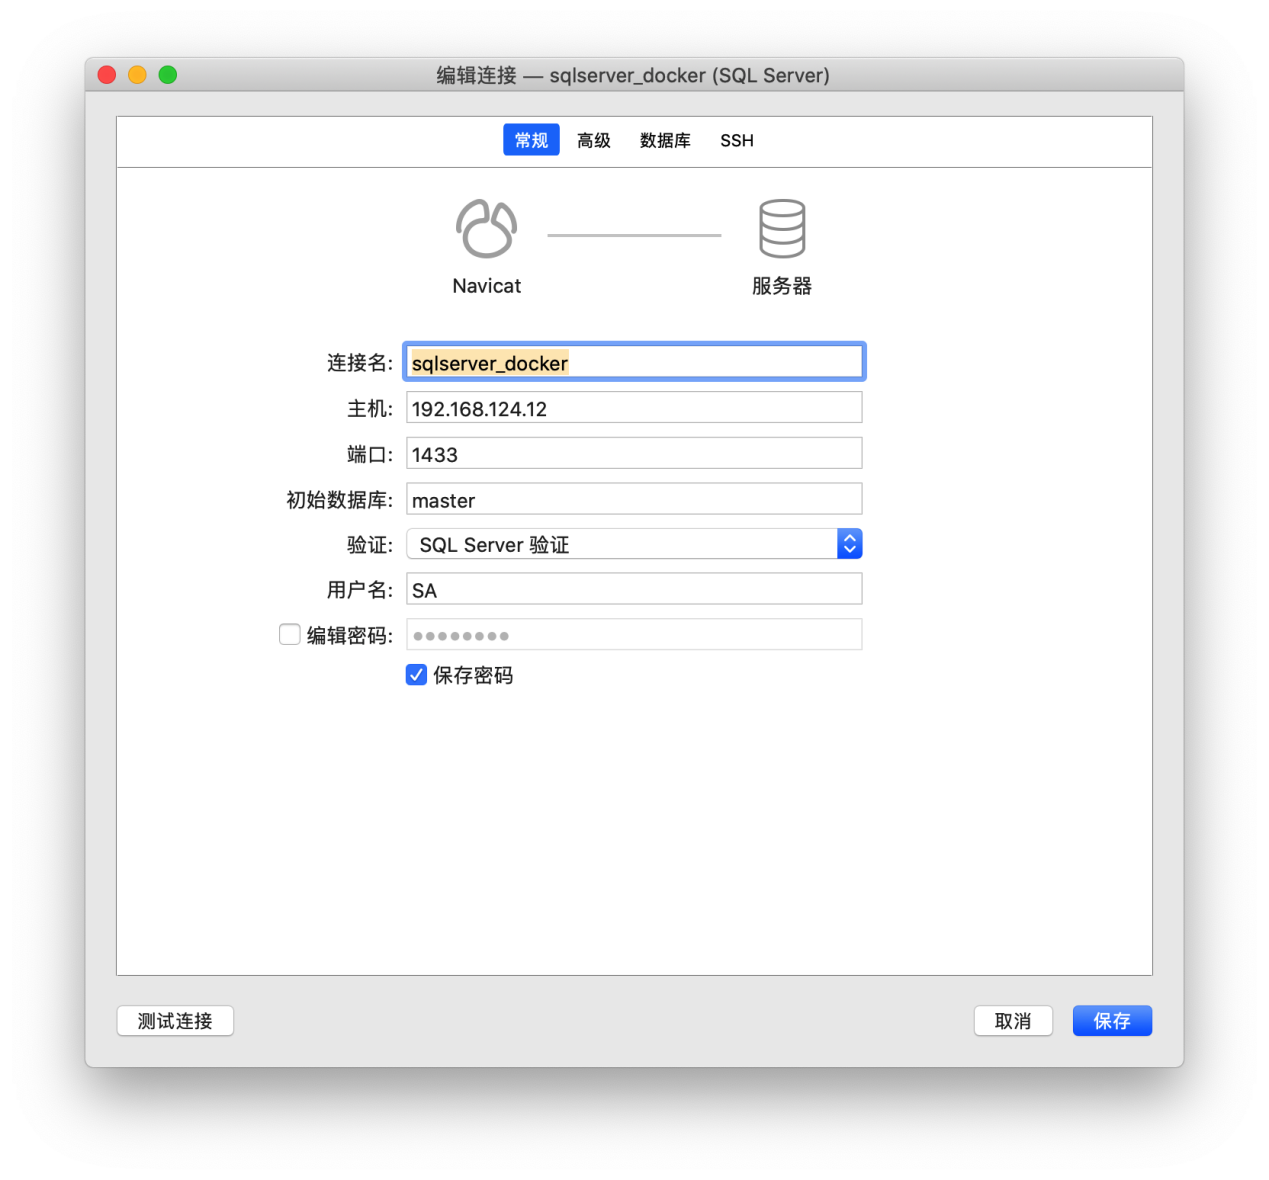 编辑连接 — sqlserver_docker (SQL Server)
常规 高级 数据库 SSH
Navicat 服务器
连接名: sqlserver_docker
主机: 192.168.124.12
端口: 1433
初始数据库: master
验证: SQL Server 验证
用户名: SA
编辑密码: ●●●●●●●●
保存密码
测试连接 取消 保存